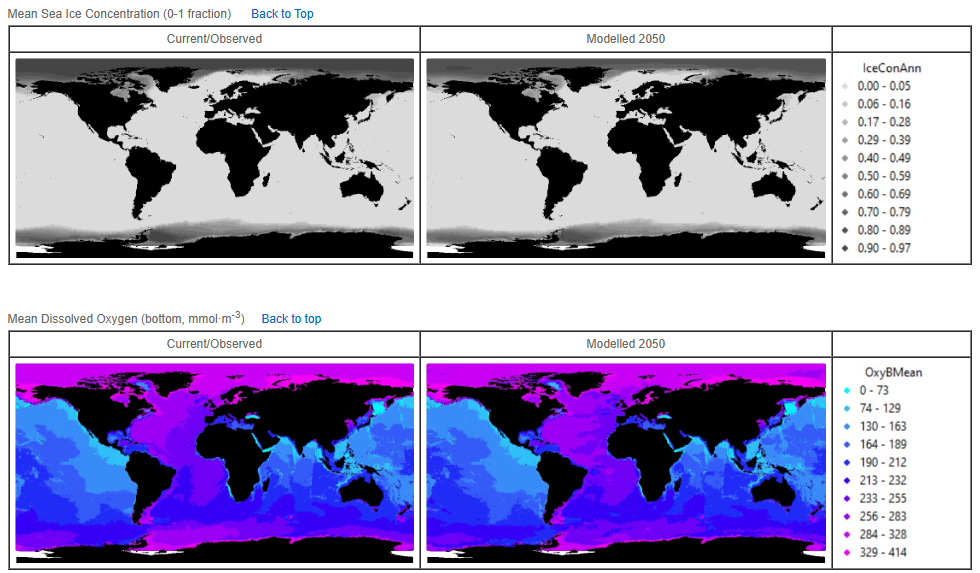 Mean Sea Ice Concentration (0-1 fraction) Back to Top
Current/Observed Modelled 2050
IceConAnn
0.00 - 0.05
0.06 - 0.16
0.17 - 0.28
0.29 - 0.39
0.40 - 0.49
0.50 - 0.59
0.60 - 0.69
0.70 - 0.79
0.80 - 0.89
0.90 - 0.97
Mean Dissolved Oxygen (bottom, mmol·m-3) Back to top
Current/Observed Modelled 2050
OxyBMean
0 - 73
74 - 129
130 - 163
164 - 189
190 - 212
213 - 232
233 - 255
256 - 283
284 - 328
329 - 414